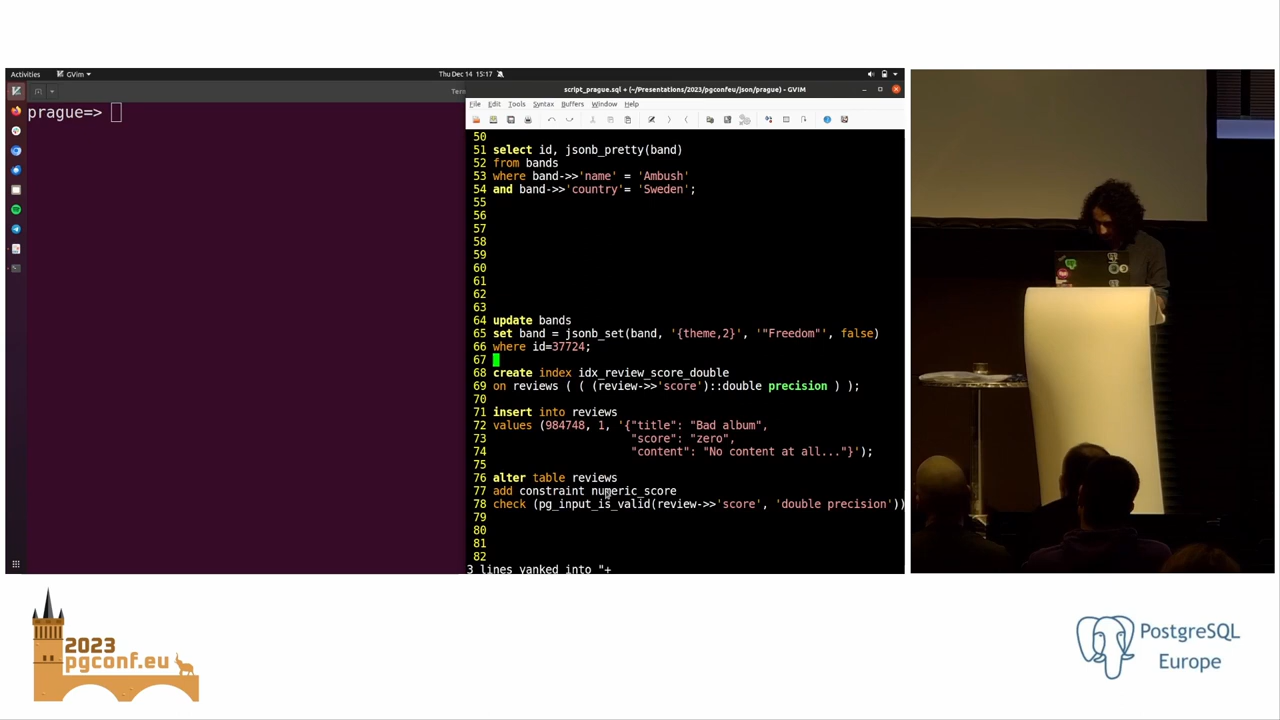 Activities
GVim
Thu Dec 14 15:17
Ter
script_prague.sql + (~/Presentations/2023/pgconfeu/json/prague) - GVIM
File Edit Tools Syntax Buffers Window Help
prague=>
50
51 select id, jsonb_pretty(band)
52 from bands
53 where band->>'name' = 'Ambush'
54 and band->>'country'= 'Sweden';
55
56
57
58
59
60
61
62
63
64 update bands
65 set band = jsonb_set(band, '{theme,2}', '"Freedom"', false)
66 where id=37724;
67
68 create index idx_review_score_double
69 on reviews ( ( (review->>'score')::double precision ) );
70
71 insert into reviews
72 values (984748, 1, '{"title": "Bad album",
73 "score": "zero",
74 "content": "No content at all..."}');
75
76 alter table reviews
77 add constraint numeric_score
78 check (pg_input_is_valid(review->>'score', 'double precision'))
79
80
81
82
3 lines yanked into "+
2023
pgconf.eu
PostgreSQL
Europe